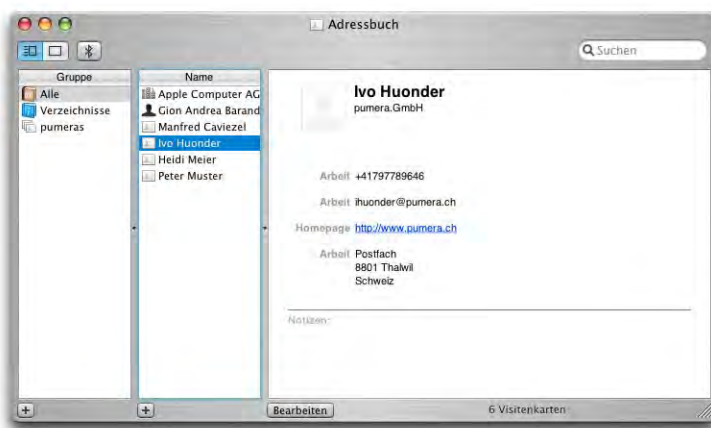 Adressbuch
Suchen
Gruppe
Alle
Verzeichnisse
pumeras
Name
Apple Computer AG
Gion Andrea Barand
Manfred Caviezel
Ivo Huonder
Heidi Meier
Peter Muster
Ivo Huonder
pumera.GmbH
Arbeit +41797789646
Arbeit ihuonder@pumera.ch
Homepage http://www.pumera.ch
Arbeit Postfach
8801 Thalwil
Schweiz
Notizen:
Bearbeiten
6 Visitenkarten